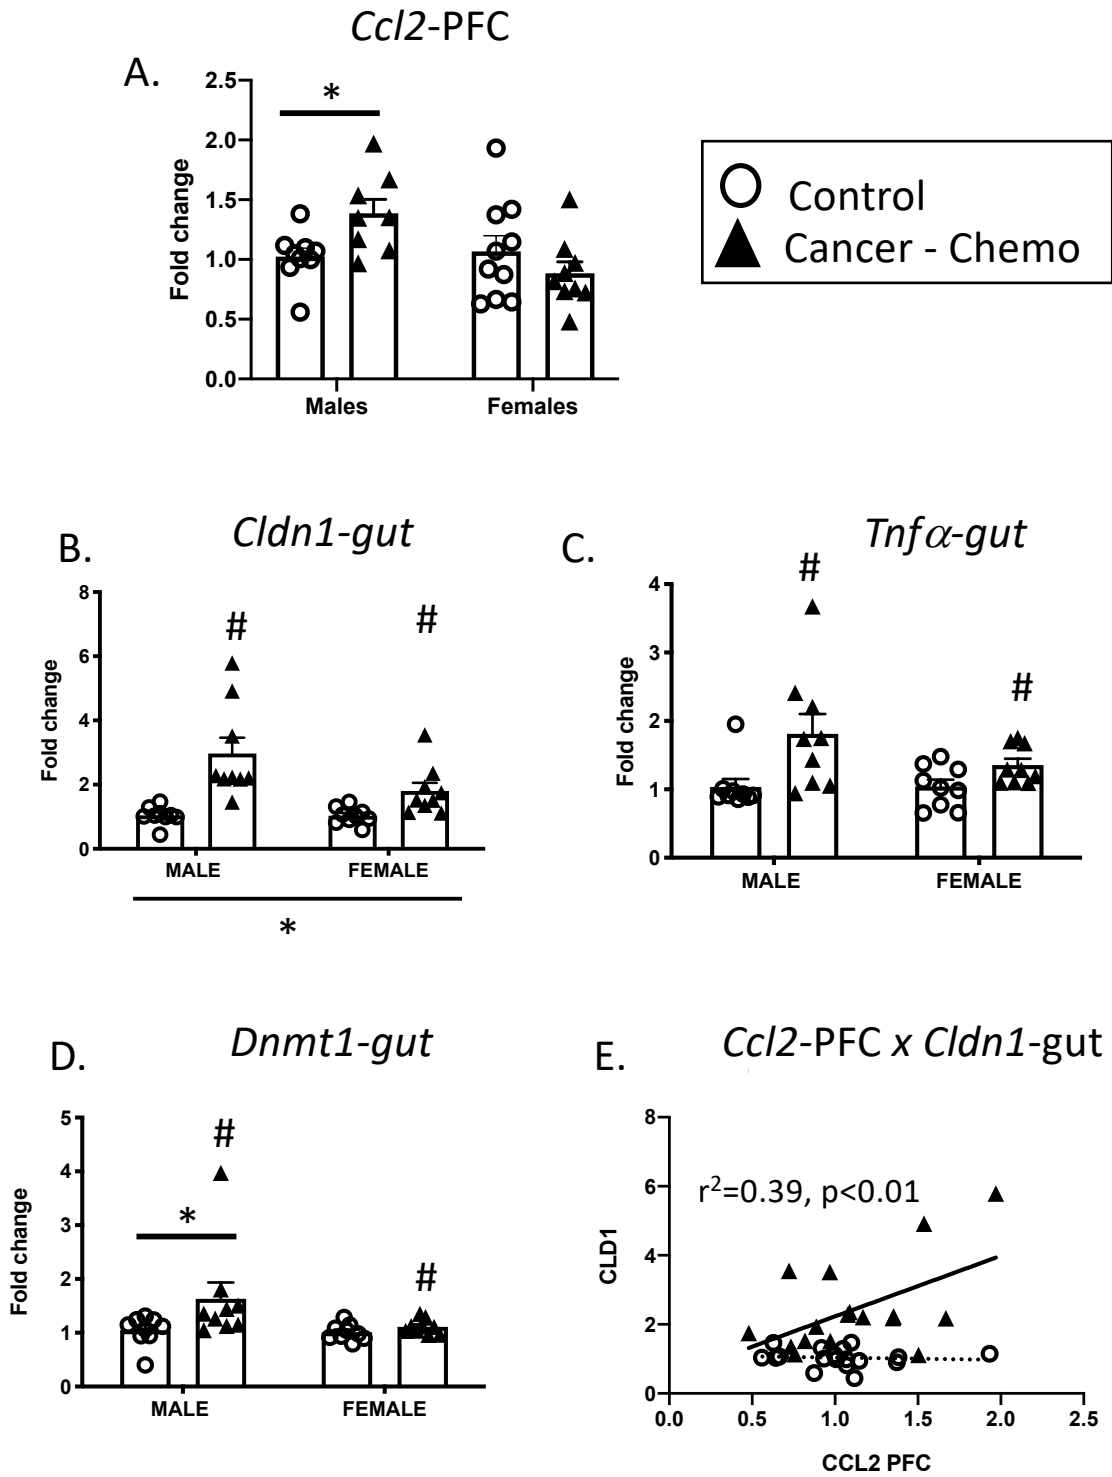 Ccl2-PFC
A.
*
2.5
2.0
1.5
1.0
0.5
0.0
Fold change
Males
Females
Control
Cancer - Chemo
B.
Cldn1-gut
#
#
8
6
4
2
0
Fold change
MALE
FEMALE
*
C.
Tnfα-gut
#
#
4
3
2
1
0
Fold change
MALE
FEMALE
D.
Dnmt1-gut
#
*
#
5
4
3
2
1
0
Fold change
MALE
FEMALE
E.
Ccl2-PFC x Cldn1-gut
r²=0.39, p<0.01
8
6
4
2
0
CLD1
0.0 0.5 1.0 1.5 2.0 2.5
CCL2 PFC